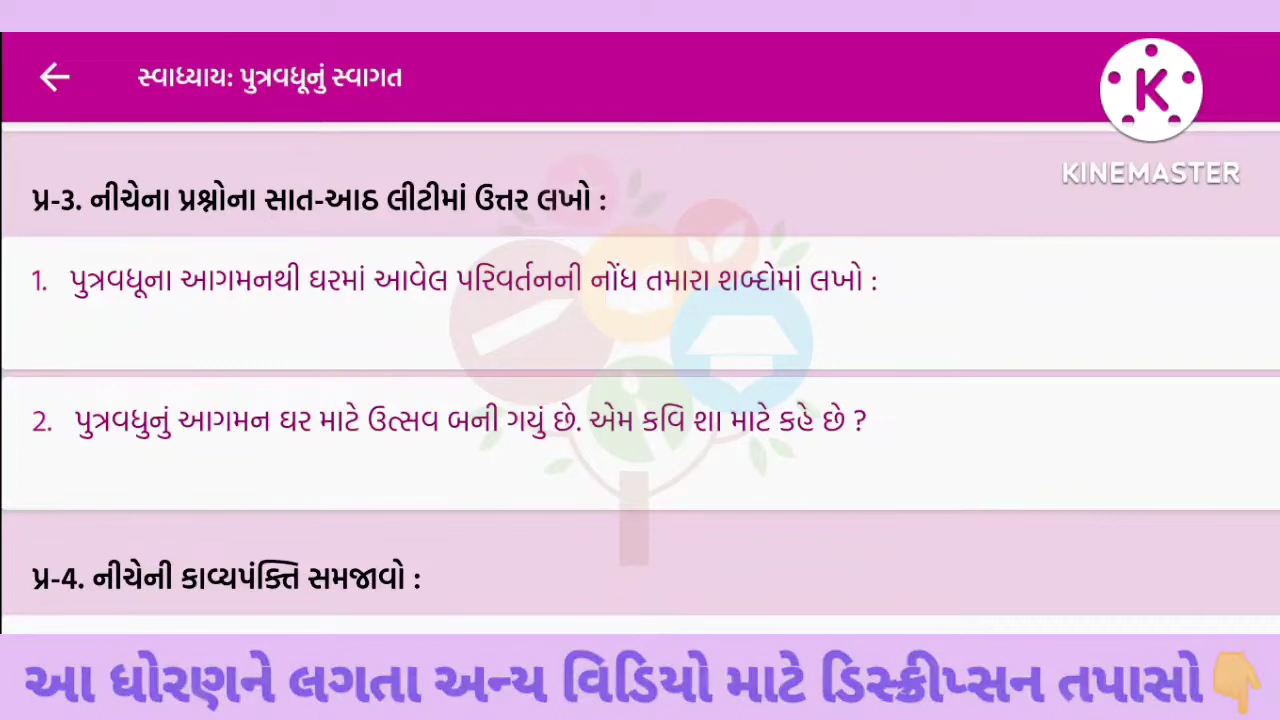 સ્વાધ્યાય: પુત્રવધૂનું સ્વાગત
K
KINEMASTER
પ્ર-3. નીચેના પ્રશ્નોના સાત-આઠ લીટીમાં ઉત્તર લખો :
1. પુત્રવધૂના આગમનથી ઘરમાં આવેલ પરિવર્તનની નોંધ તમારા શબ્દોમાં લખો :
2. પુત્રવધુનું આગમન ઘર માટે ઉત્સવ બની ગયું છે. એમ કવિ શા માટે કહે છે ?
પ્ર-4. નીચેની કાવ્યપંક્તિ સમજાવો :
આ ધોરણને લગતા અન્ય વિડિયો માટે ડિસ્ક્રીપ્સન તપાસો👇